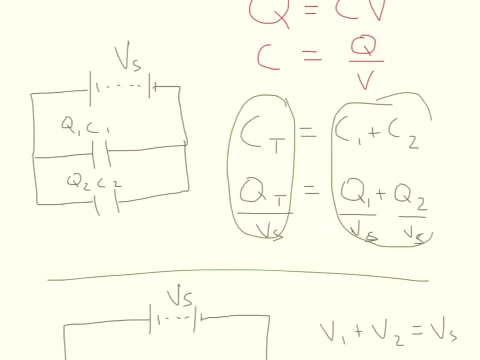 Q = CV
C = Q/V
Vs
Q1 C1
Q2 C2
CT = C1 + C2
QT/Vs = Q1/Vs + Q2/Vs
Vs
V1 + V2 = Vs